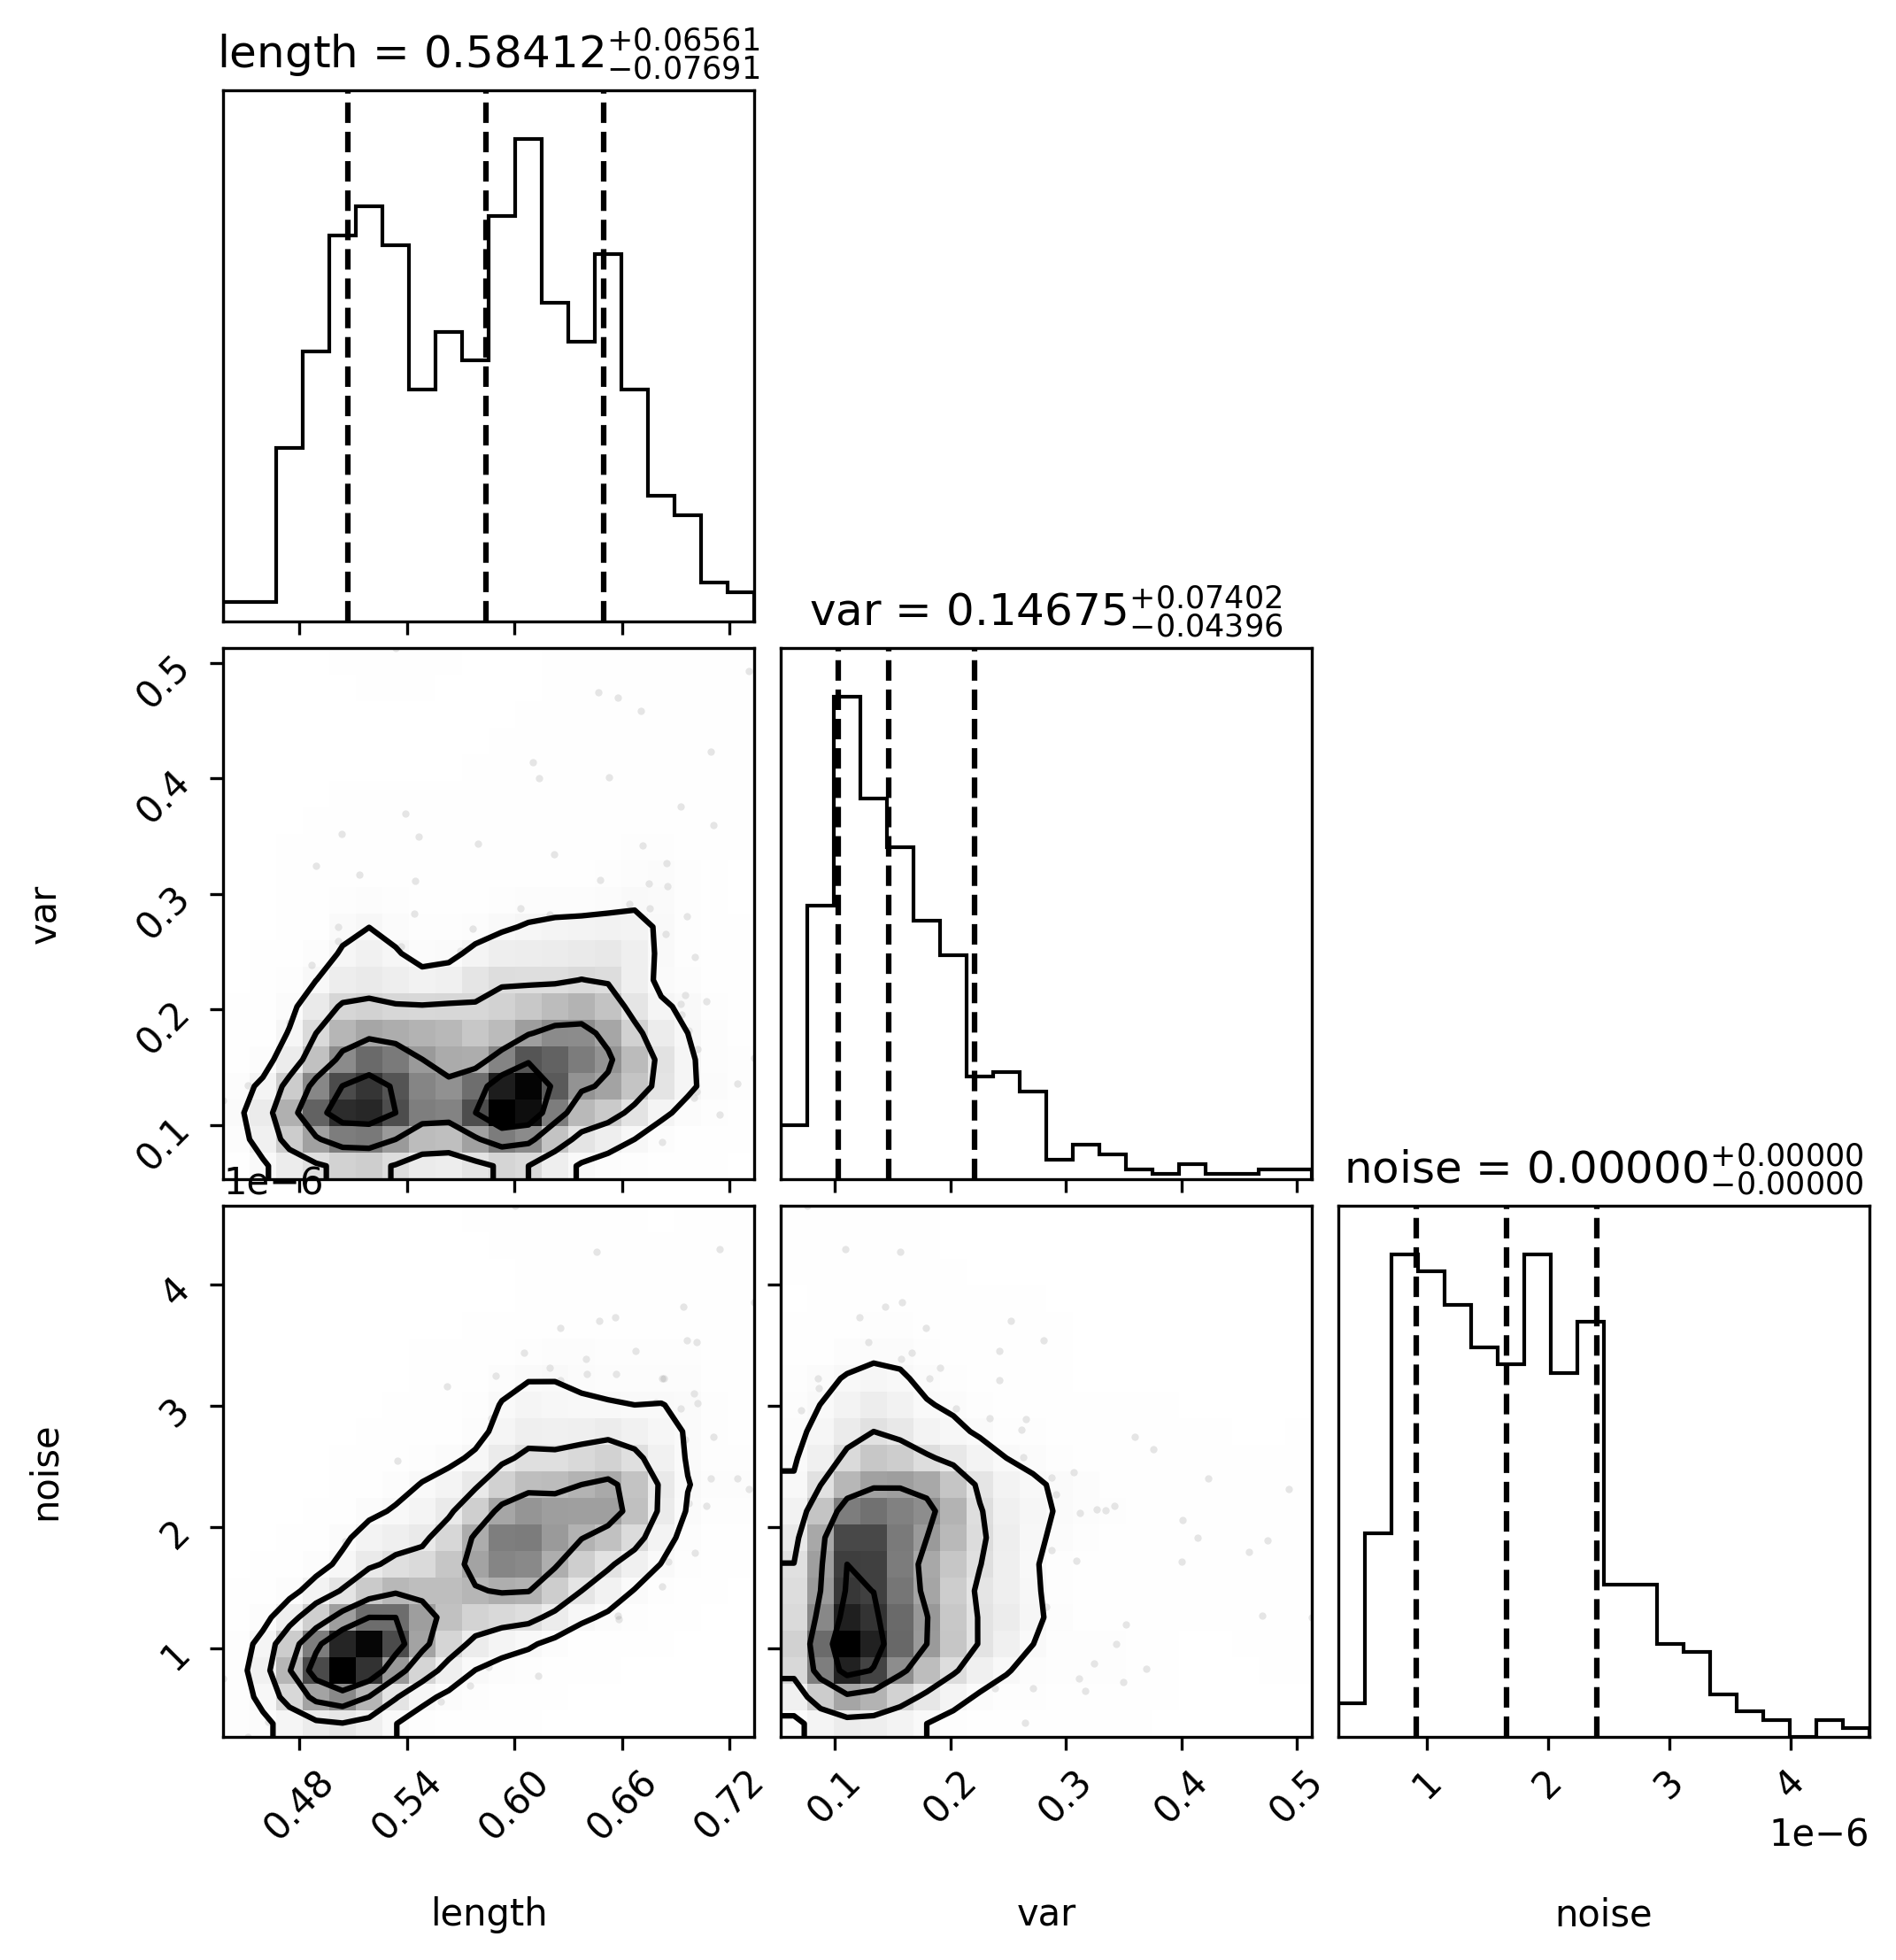 length = 0.58412 +0.06561 −0.07691
var = 0.14675 +0.07402 −0.04396
0.5
0.4
0.3
0.2
0.1
var
1e−6
noise = 0.00000 +0.00000 −0.00000
4
3
2
1
noise
0.48 0.54 0.60 0.66 0.72 0.1 0.2 0.3 0.4 0.5 1 2 3 4
1e−6
length var noise